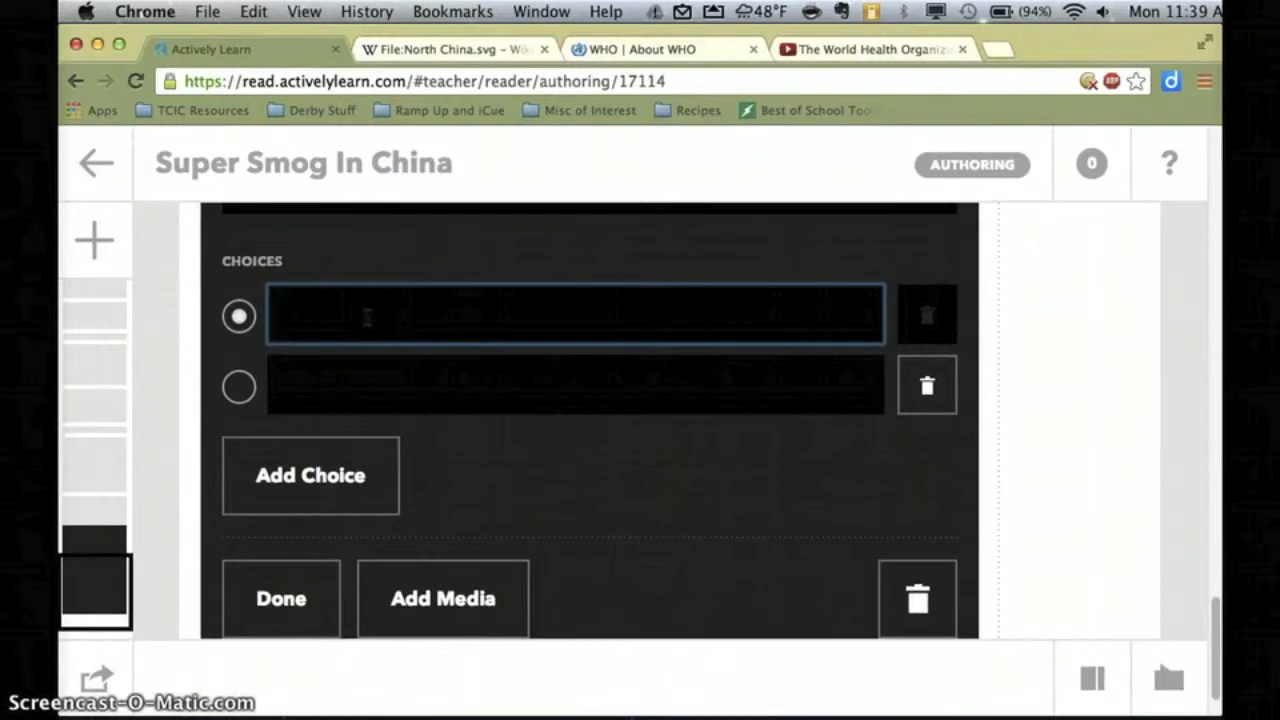 Chrome File Edit View History Bookmarks Window Help 48°F (94%) Mon 11:39 A
Actively Learn File:North China.svg – Wiki WHO | About WHO The World Health Organiz
https://read.activelylearn.com/#teacher/reader/authoring/17114
Apps TCIC Resources Derby Stuff Ramp Up and iCue Misc of Interest Recipes Best of School Too
Super Smog In China AUTHORING 0 ?
CHOICES
Add Choice
Done Add Media
Screencast-O-Matic.com